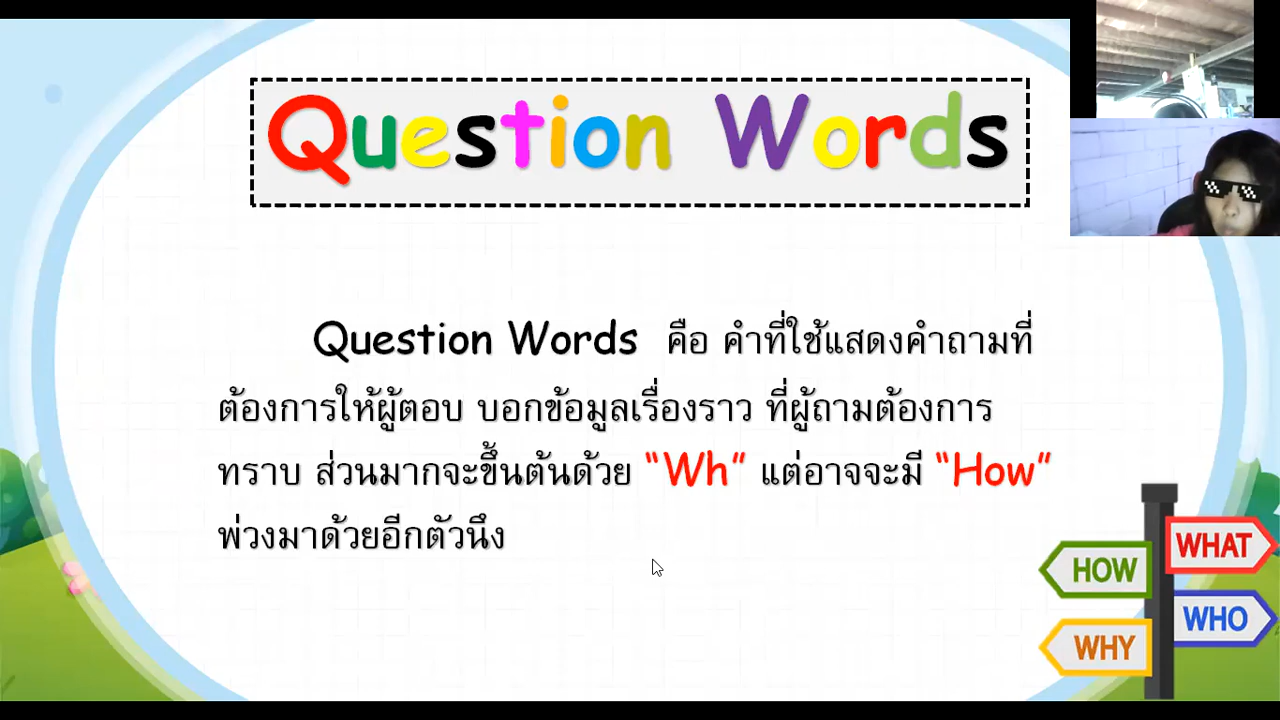 Question Words
Question Words คือ คำที่ใช้แสดงคำถามที่
ต้องการให้ผู้ตอบ บอกข้อมูลเรื่องราว ที่ผู้ถามต้องการ
ทราบ ส่วนมากจะขึ้นต้นด้วย “Wh” แต่อาจจะมี “How”
พ่วงมาด้วยอีกตัวนึง
WHAT
HOW
WHO
WHY